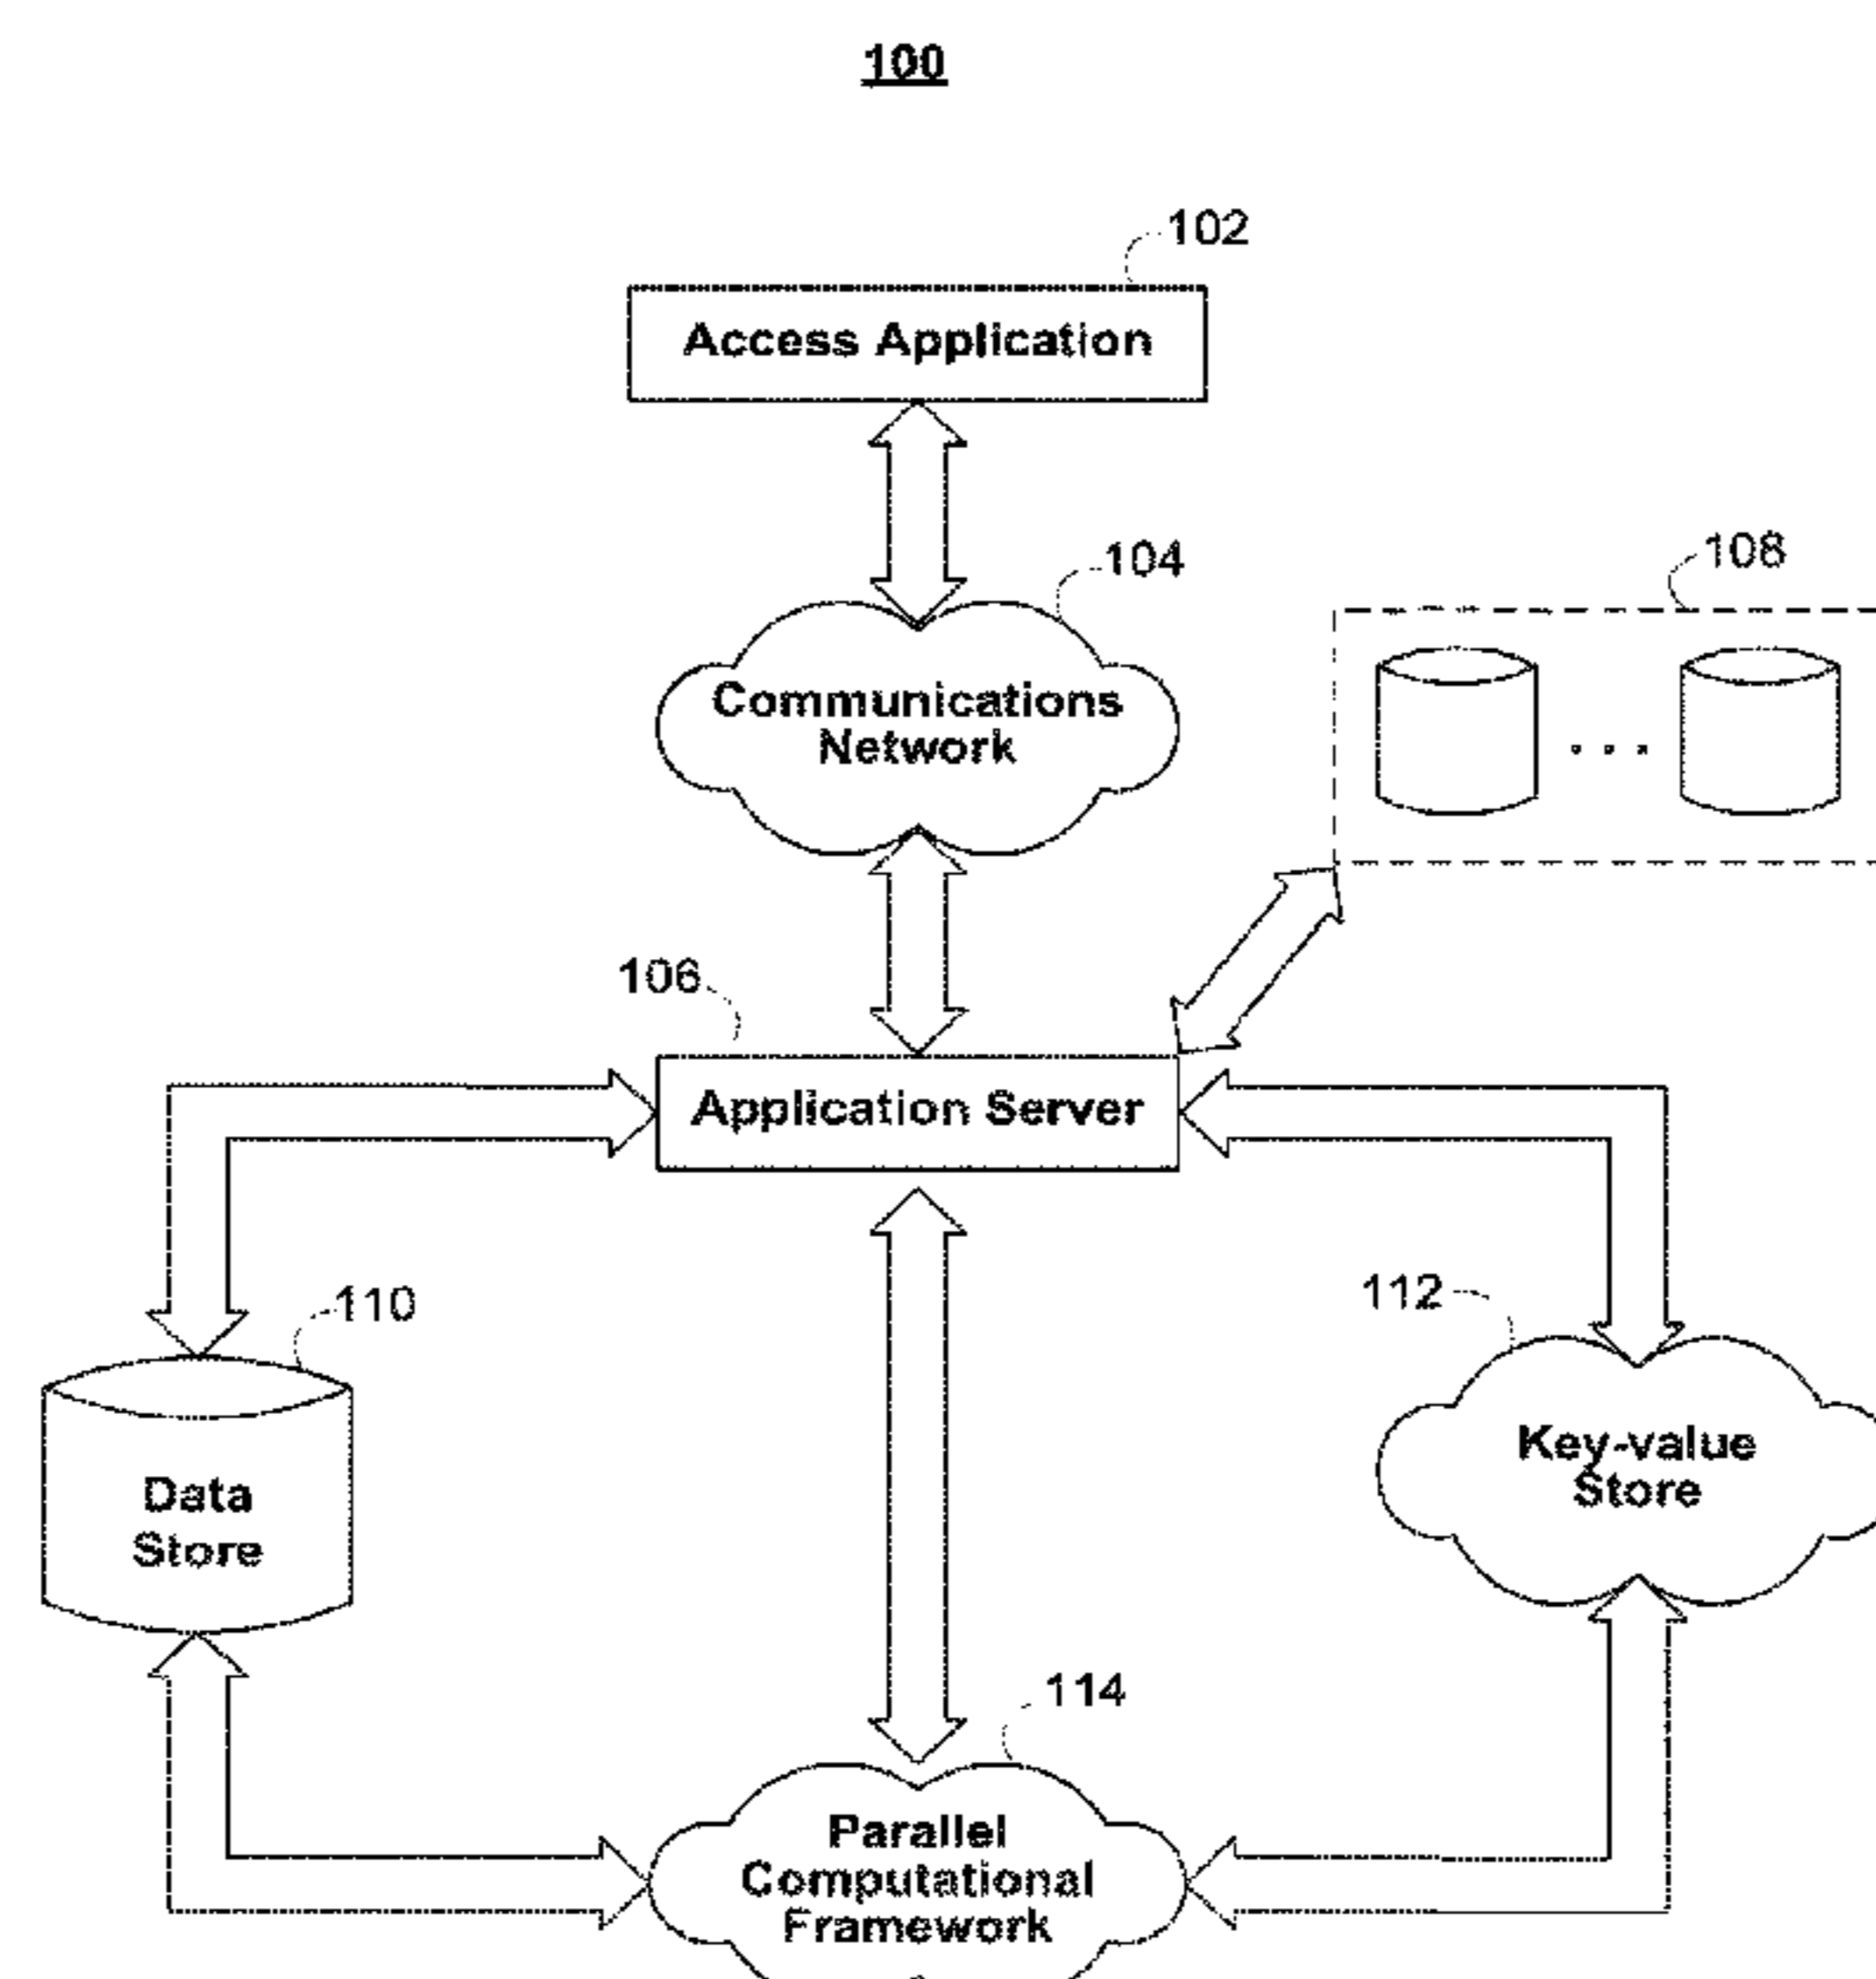 100
102
Access Application
104
108
Communications
Network
. . .
106
Application Server
110
112
Key-value
Store
Data
Store
114
Parallel
Computational
Framework